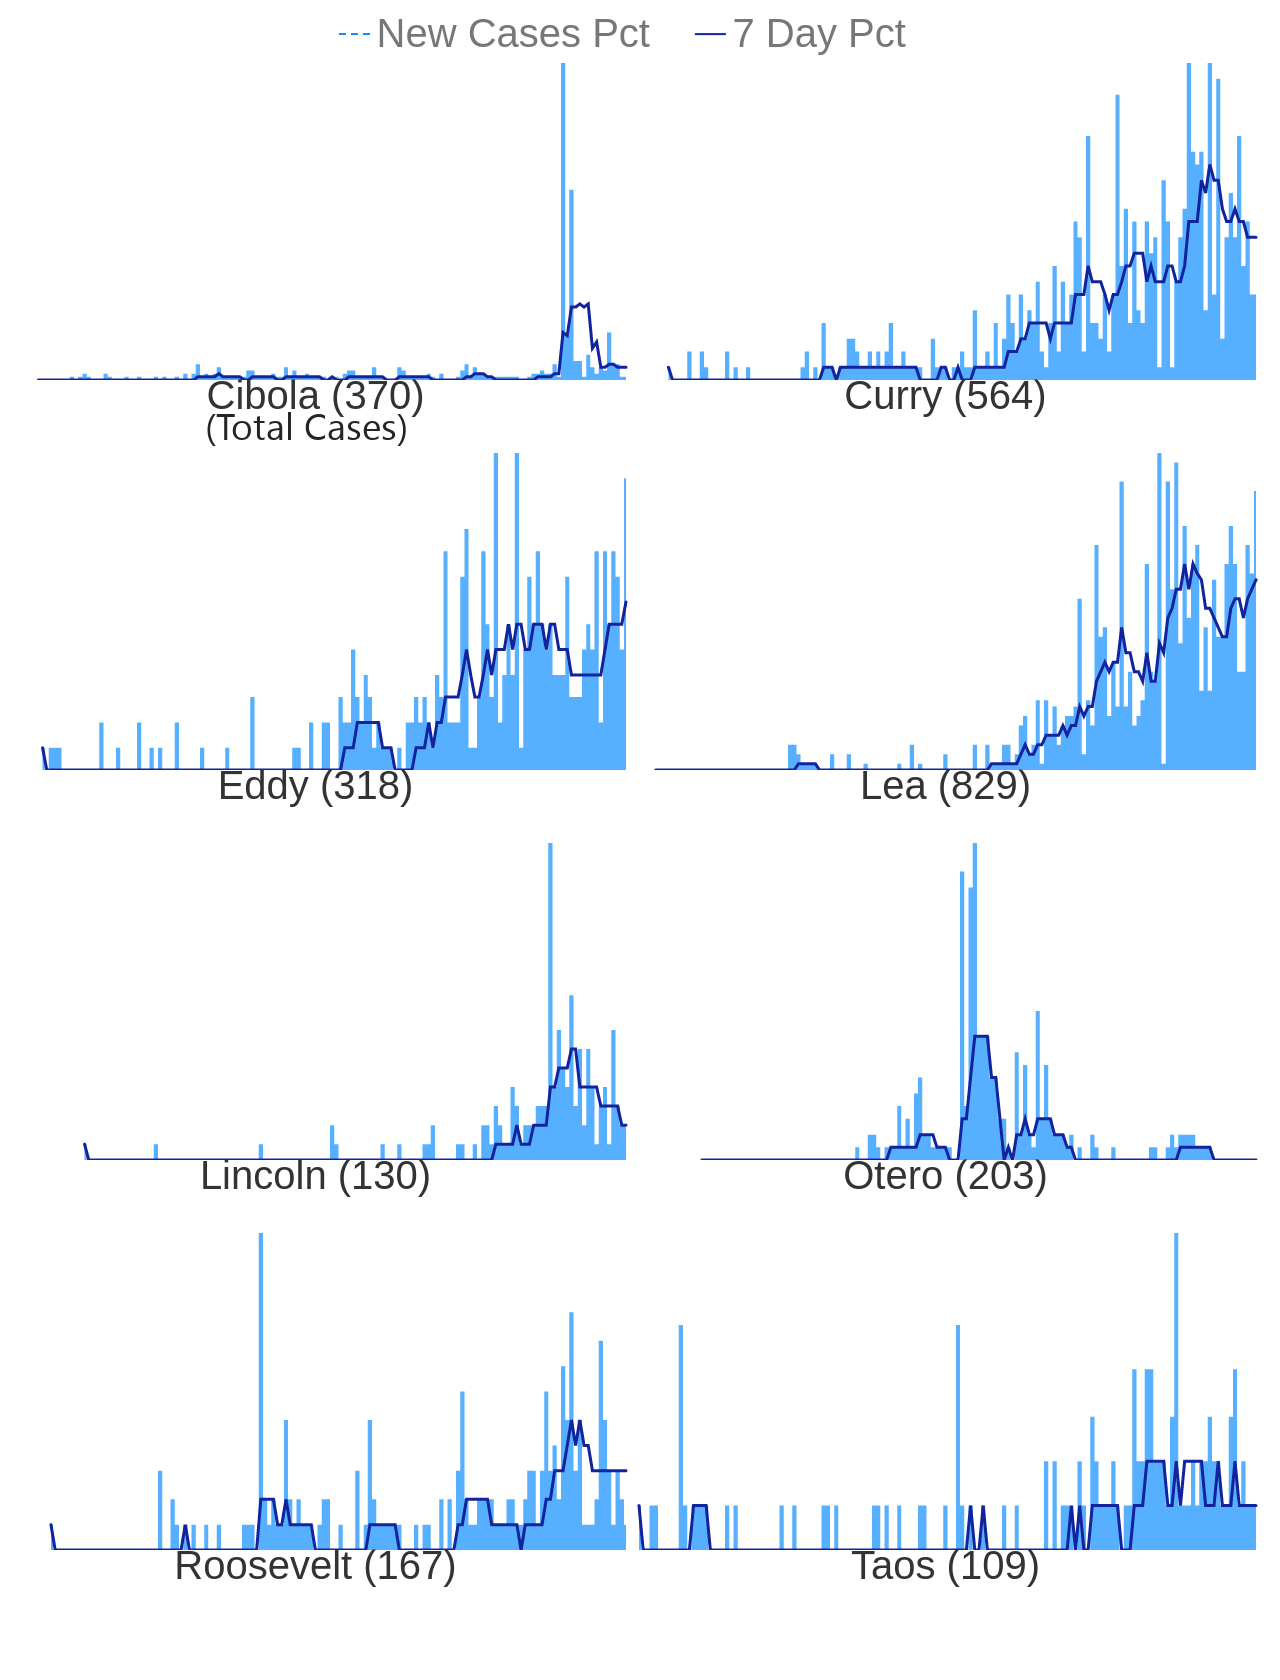 New Cases Pct 7 Day Pct
Cibola (370) Curry (564)
(Total Cases)
Eddy (318) Lea (829)
Lincoln (130) Otero (203)
Roosevelt (167) Taos (109)